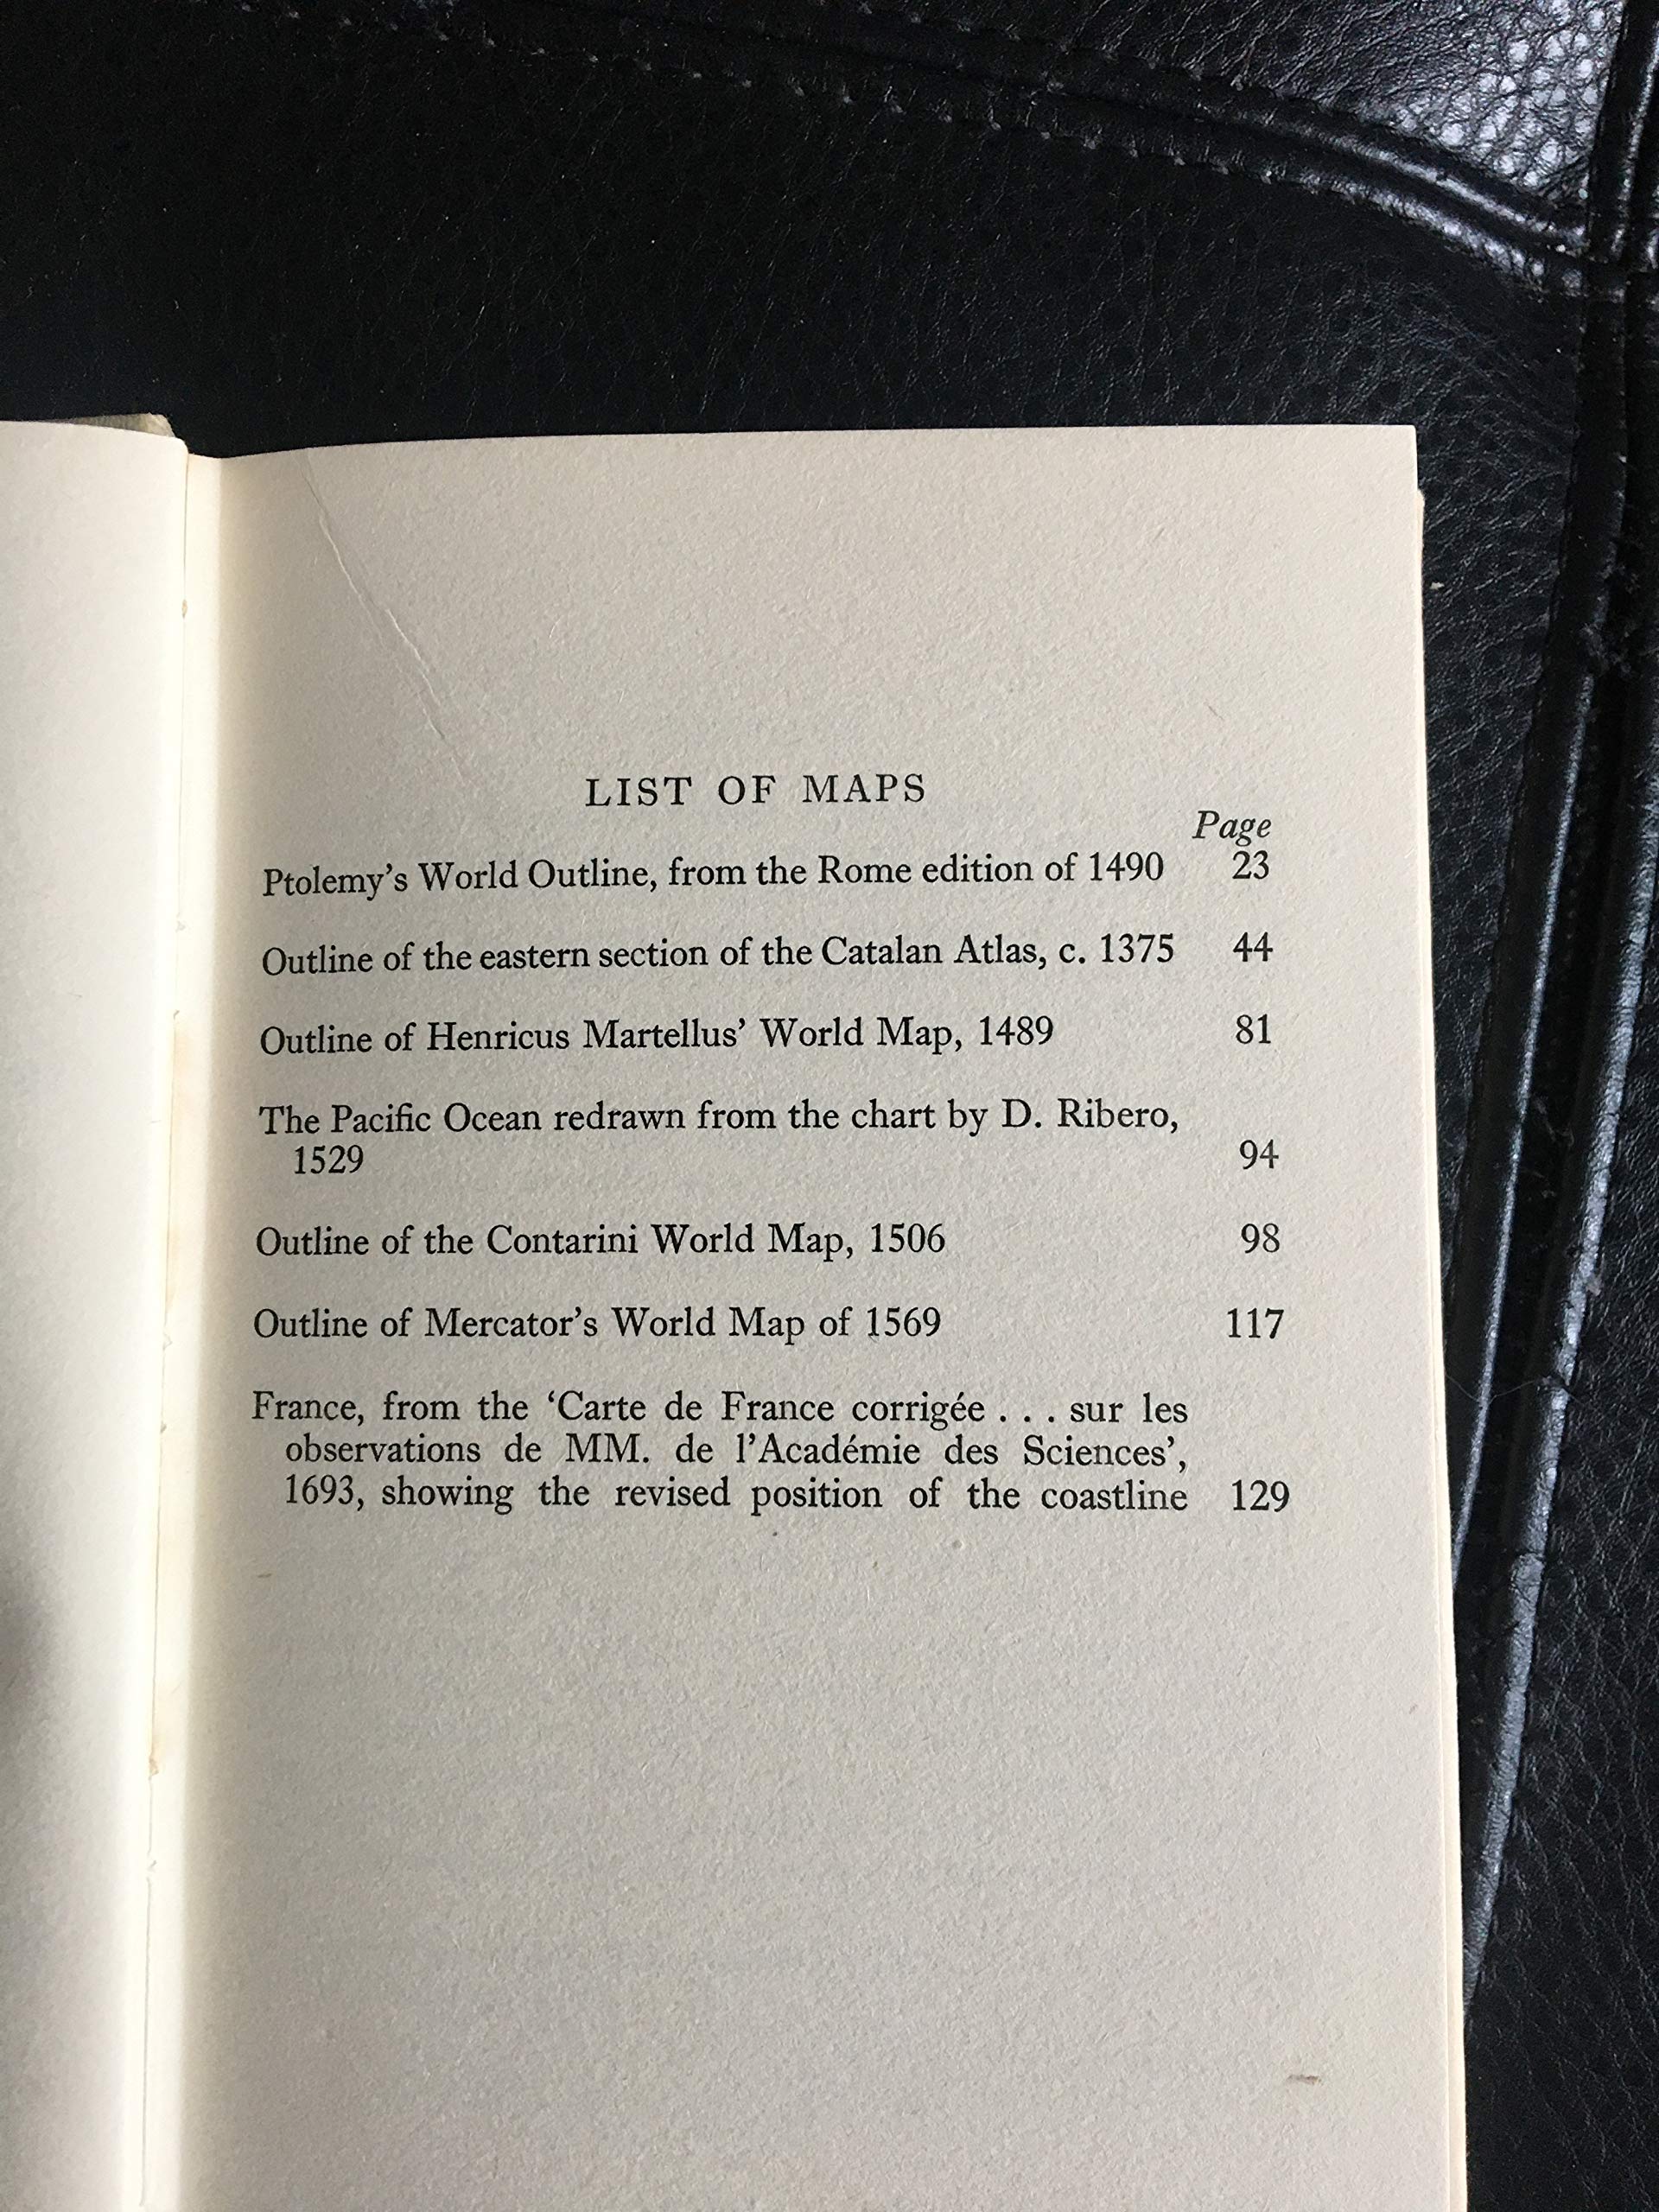 LIST OF MAPS
Page
Ptolemy's World Outline, from the Rome edition of 1490 23
Outline of the eastern section of the Catalan Atlas, c. 1375 44
Outline of Henricus Martellus' World Map, 1489 81
The Pacific Ocean redrawn from the chart by D. Ribero,
1529 94
Outline of the Contarini World Map, 1506 98
Outline of Mercator's World Map of 1569 117
France, from the ‘Carte de France corrigée . . . sur les
observations de MM. de l'Académie des Sciences’,
1693, showing the revised position of the coastline 129